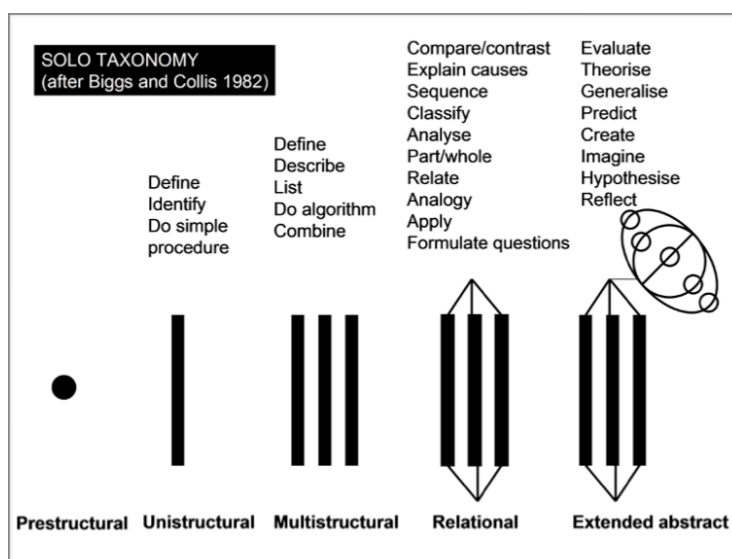 SOLO TAXONOMY
(after Biggs and Collis 1982)
Define
Identify
Do simple
procedure
Define
Describe
List
Do algorithm
Combine
Compare/contrast
Explain causes
Sequence
Classify
Analyse
Part/whole
Relate
Analogy
Apply
Formulate questions
Evaluate
Theorise
Generalise
Predict
Create
Imagine
Hypothesise
Reflect
Prestructural
Unistructural
Multistructural
Relational
Extended abstract